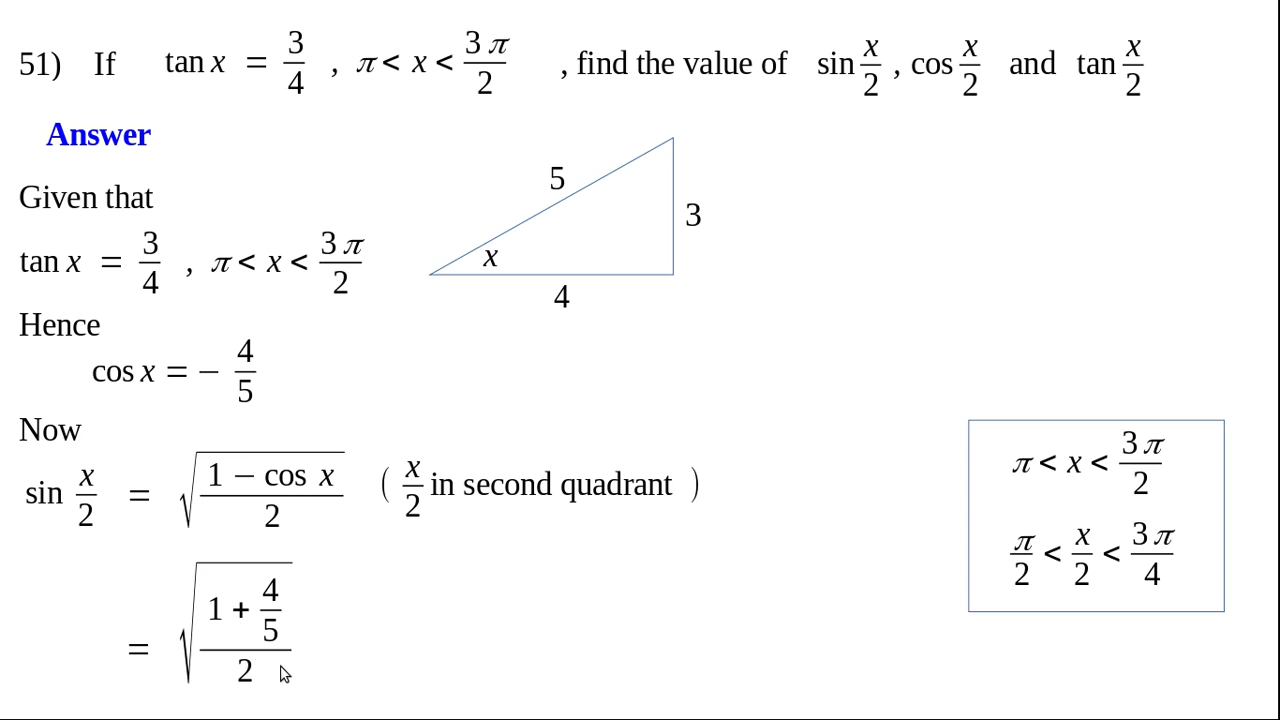 51) If tan x = 3/4 , π < x < 3π/2 , find the value of sin x/2 , cos x/2 and tan x/2
Answer
5
3
x
4
Given that
tan x = 3/4 , π < x < 3π/2
Hence
cos x = − 4/5
Now
sin x/2 = √((1 − cos x)/2) ( x/2 in second quadrant )
= √((1 + 4/5)/2)
π < x < 3π/2
π/2 < x/2 < 3π/4